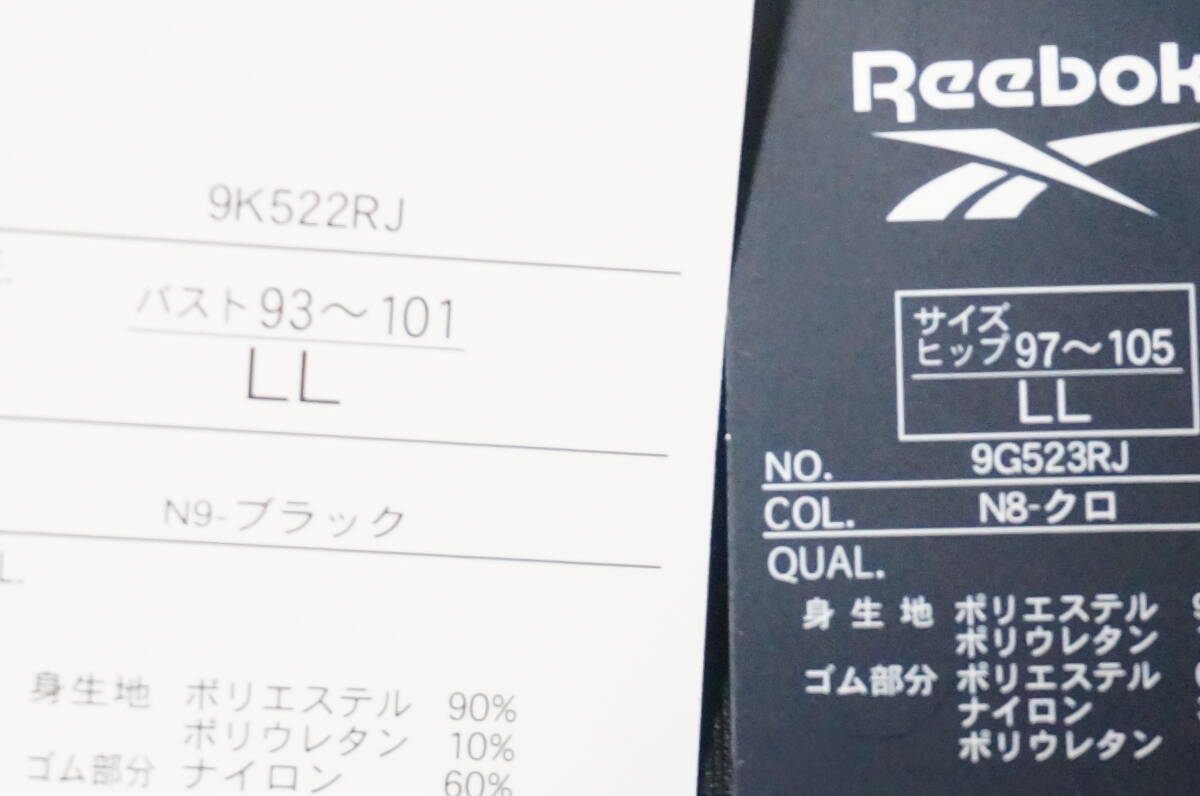 9K522RJ
バスト93～101
LL
N9-ブラック
身生地 ポリエステル 90%
ポリウレタン 10%
ゴム部分 ナイロン 60%
Reebok
サイズ
ヒップ97～105
LL
NO. 9G523RJ
COL. N8-クロ
QUAL.
身生地 ポリエステル
ポリウレタン
ゴム部分 ポリエステル
ナイロン
ポリウレタン